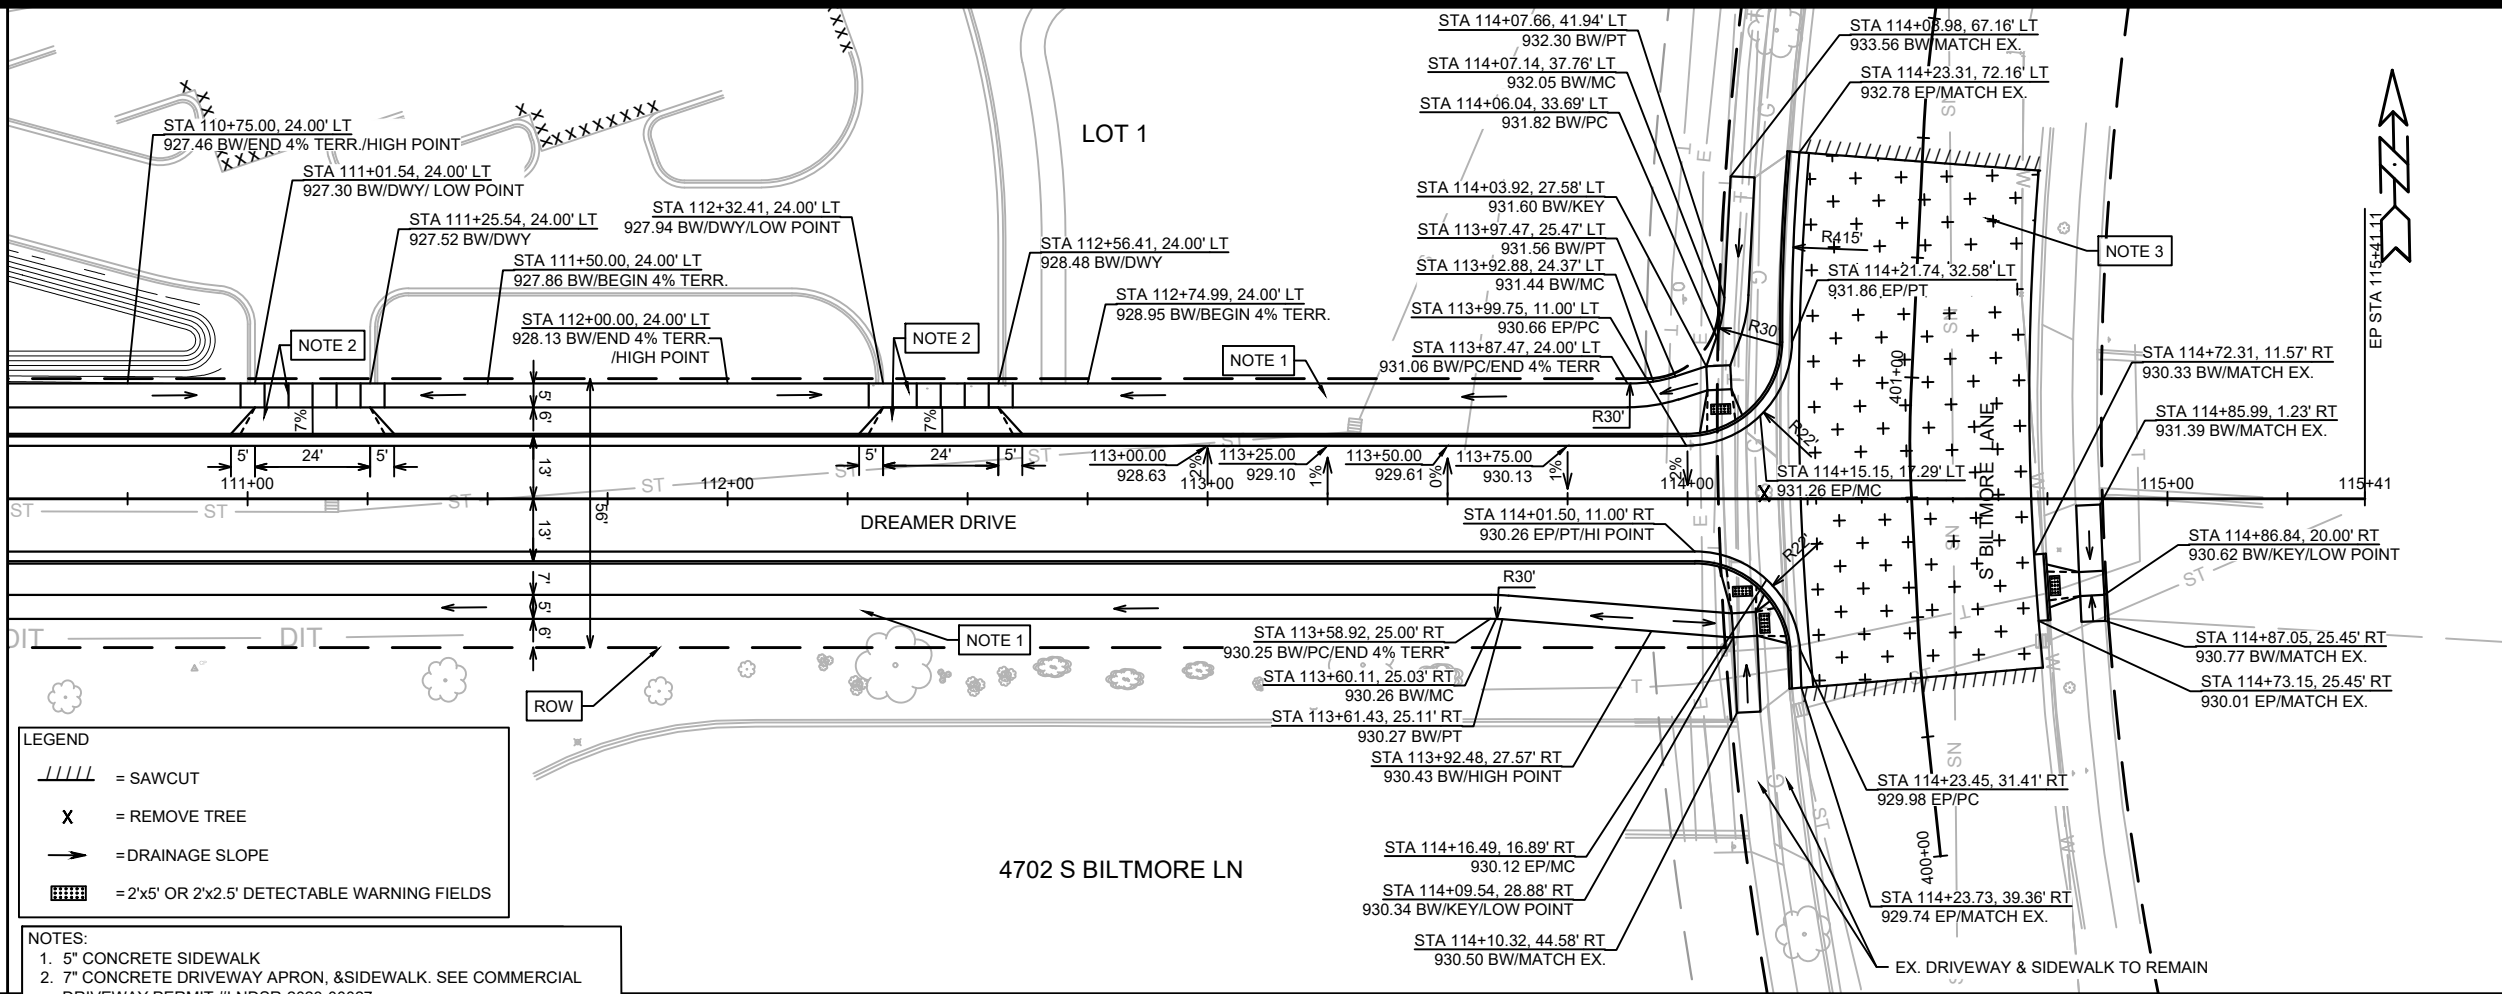 STA 114+07.66, 41.94' LT
932.30 BW/PT
STA 114+07.14, 37.76' LT
932.05 BW/MC
STA 114+06.04, 33.69' LT
931.82 BW/PC
STA 114+03.92, 27.58' LT
931.60 BW/KEY
STA 113+97.47, 25.47' LT
931.56 BW/PT
STA 113+92.88, 24.37' LT
931.44 BW/MC
STA 113+99.75, 11.00' LT
930.66 EP/PC
STA 113+87.47, 24.00' LT
931.06 BW/PC/END 4% TERR
933.56 BW/MATCH EX.
STA 114+23.31, 72.16' LT
932.78 EP/MATCH EX.
LOT 1
STA 110+75.00, 24.00' LT
927.46 BW/END 4% TERR./HIGH POINT
STA 111+01.54, 24.00' LT
927.30 BW/DWY/ LOW POINT
STA 111+25.54, 24.00' LT
927.52 BW/DWY
STA 111+50.00, 24.00' LT
927.86 BW/BEGIN 4% TERR.
STA 112+00.00, 24.00' LT
928.13 BW/END 4% TERR.
/HIGH POINT
STA 112+32.41, 24.00' LT
927.94 BW/DWY/LOW POINT
STA 112+56.41, 24.00' LT
928.48 BW/DWY
STA 112+74.99, 24.00' LT
928.95 BW/BEGIN 4% TERR.
NOTE 2
NOTE 2
NOTE 1
NOTE 3
R415'
STA 114+21.74, 32.58' LT
931.86 EP/PT
R30'
R30'
R22'
EP STA 115+41.11
STA 114+72.31, 11.57' RT
930.33 BW/MATCH EX.
STA 114+85.99, 1.23' RT
931.39 BW/MATCH EX.
STA 114+15.15, 17.29' LT
931.26 EP/MC
401+00
S BILTMORE LANE
5'
6'
13'
13'
7'
5'
6'
56'
7%
7%
5'
24'
5'
5'
24'
5'
113+00.00
928.63
2%
113+25.00
929.10
1%
113+50.00
929.61
0%
113+75.00
930.13
1%
2%
111+00
112+00
113+00
114+00
115+00
115+41
ST
ST
ST
ST
ST
ST
ST
DREAMER DRIVE
STA 114+01.50, 11.00' RT
930.26 EP/PT/HI POINT
R22'
R30'
STA 114+86.84, 20.00' RT
930.62 BW/KEY/LOW POINT
ST
STA 114+87.05, 25.45' RT
930.77 BW/MATCH EX.
STA 114+73.15, 25.45' RT
930.01 EP/MATCH EX.
DIT
DIT
NOTE 1
ROW
STA 113+58.92, 25.00' RT
930.25 BW/PC/END 4% TERR
STA 113+60.11, 25.03' RT
930.26 BW/MC
STA 113+61.43, 25.11' RT
930.27 BW/PT
STA 113+92.48, 27.57' RT
930.43 BW/HIGH POINT
STA 114+16.49, 16.89' RT
930.12 EP/MC
STA 114+09.54, 28.88' RT
930.34 BW/KEY/LOW POINT
STA 114+10.32, 44.58' RT
930.50 BW/MATCH EX.
STA 114+23.45, 31.41' RT
929.98 EP/PC
STA 114+23.73, 39.36' RT
929.74 EP/MATCH EX.
400+00
EX. DRIVEWAY & SIDEWALK TO REMAIN
4702 S BILTMORE LN
LEGEND
= SAWCUT
X = REMOVE TREE
=DRAINAGE SLOPE
=2'x5' OR 2'x2.5' DETECTABLE WARNING FIELDS
NOTES:
1. 5" CONCRETE SIDEWALK
2. 7" CONCRETE DRIVEWAY APRON, &SIDEWALK. SEE COMMERCIAL